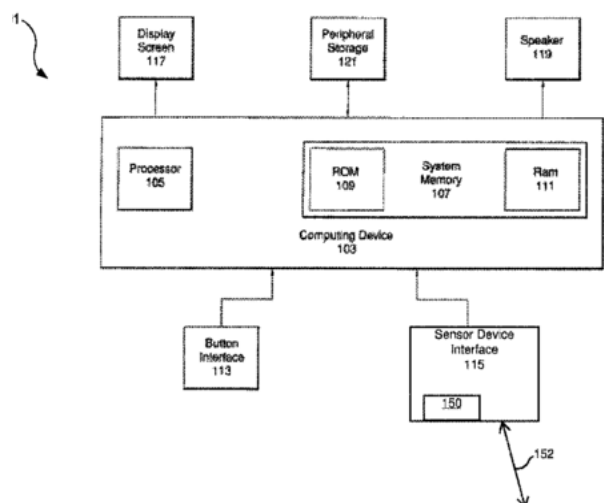 1
Display
Screen
117
Peripheral
Storage
121
Speaker
119
Processor
105
ROM
109
System
Memory
107
Ram
111
Computing Device
103
Button
Interface
113
Sensor Device
Interface
115
150
152